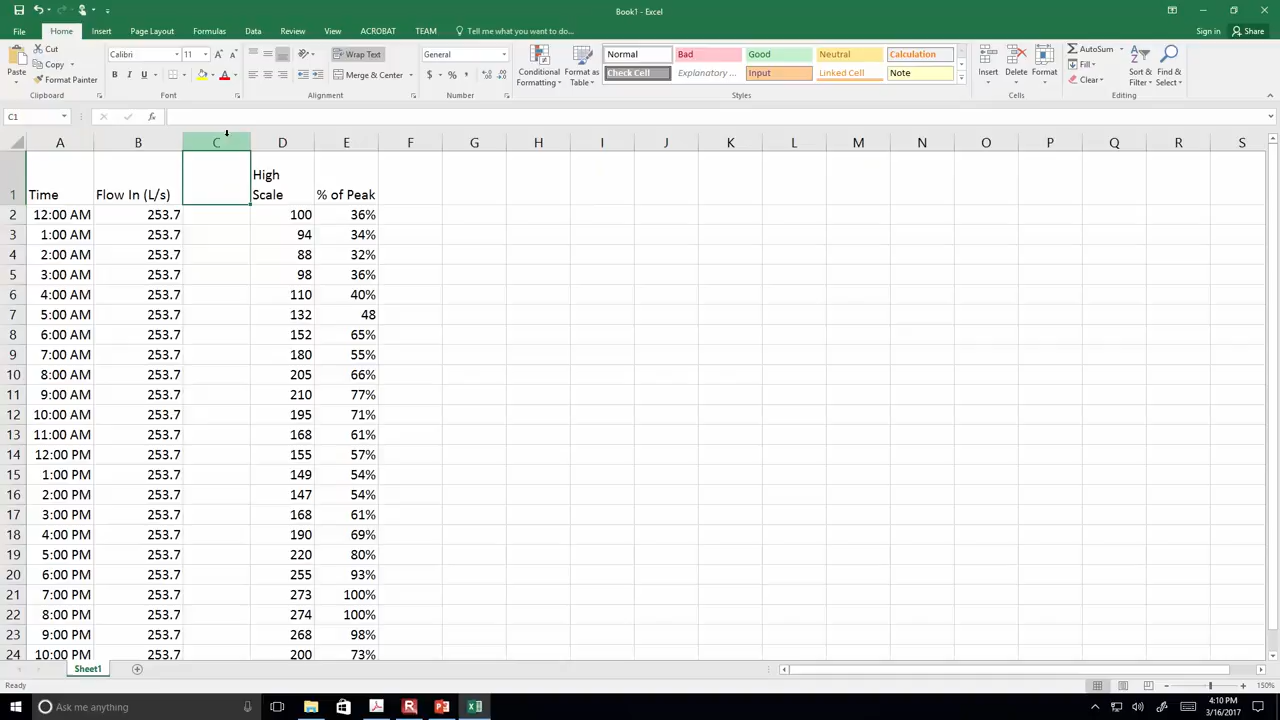 Book1 - Excel
Sign in
Share
File Home Insert Page Layout Formulas Data Review View ACROBAT TEAM Tell me what you want to do...
Paste
Cut
Copy
Format Painter
Clipboard
Calibri 11
B I U
Font
Wrap Text
Merge & Center
Alignment
General
$ % ,
Number
Conditional Formatting
Format as Table
Normal Bad Good Neutral Calculation
Check Cell Explanatory ... Input Linked Cell Note
Styles
Insert Delete Format
Cells
AutoSum
Fill
Clear
Sort & Filter
Find & Select
Editing
C1
fx
A B C D E F G H I J K L M N O P Q R S
1 Time Flow In (L/s) High Scale % of Peak
2 12:00 AM 253.7 100 36%
3 1:00 AM 253.7 94 34%
4 2:00 AM 253.7 88 32%
5 3:00 AM 253.7 98 36%
6 4:00 AM 253.7 110 40%
7 5:00 AM 253.7 132 48
8 6:00 AM 253.7 152 65%
9 7:00 AM 253.7 180 55%
10 8:00 AM 253.7 205 66%
11 9:00 AM 253.7 210 77%
12 10:00 AM 253.7 195 71%
13 11:00 AM 253.7 168 61%
14 12:00 PM 253.7 155 57%
15 1:00 PM 253.7 149 54%
16 2:00 PM 253.7 147 54%
17 3:00 PM 253.7 168 61%
18 4:00 PM 253.7 190 69%
19 5:00 PM 253.7 220 80%
20 6:00 PM 253.7 255 93%
21 7:00 PM 253.7 273 100%
22 8:00 PM 253.7 274 100%
23 9:00 PM 253.7 268 98%
24 10:00 PM 253.7 200 73%
Sheet1
Ready
150%
Ask me anything
4:10 PM
3/16/2017